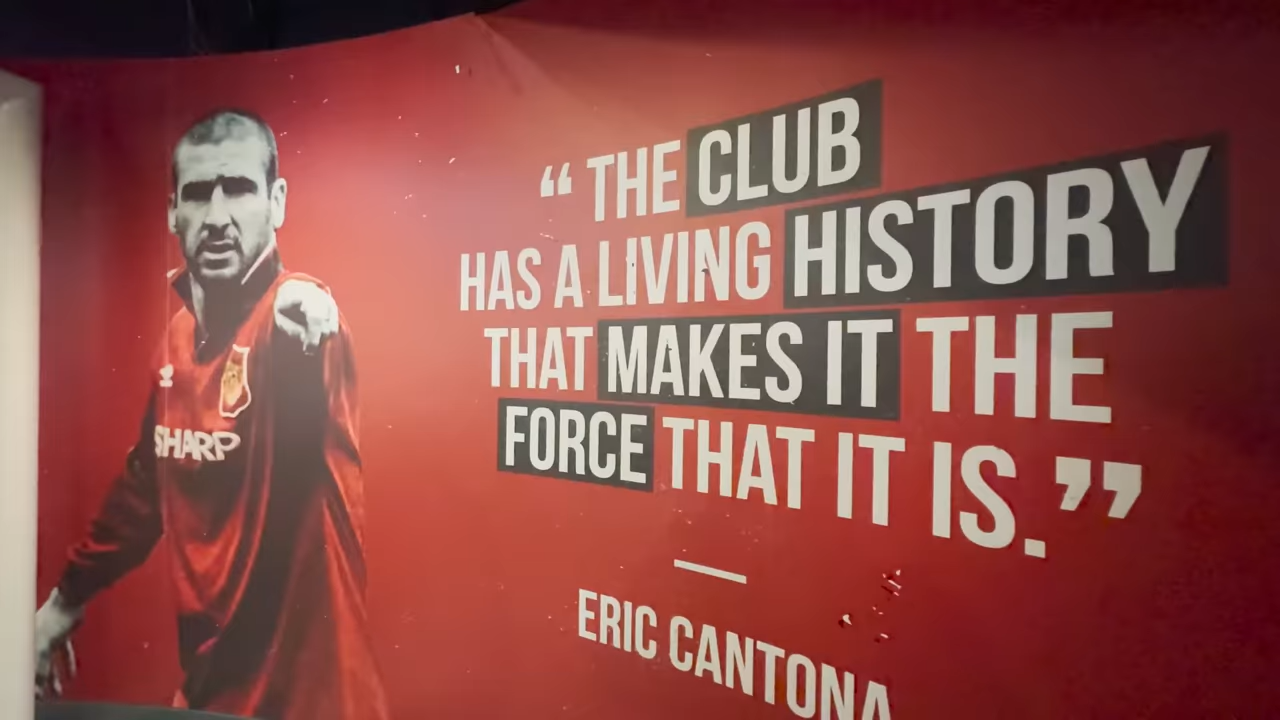 SHARP
“ THE CLUB
HAS A LIVING HISTORY
THAT MAKES IT THE
FORCE THAT IT IS.”
ERIC CANTONA